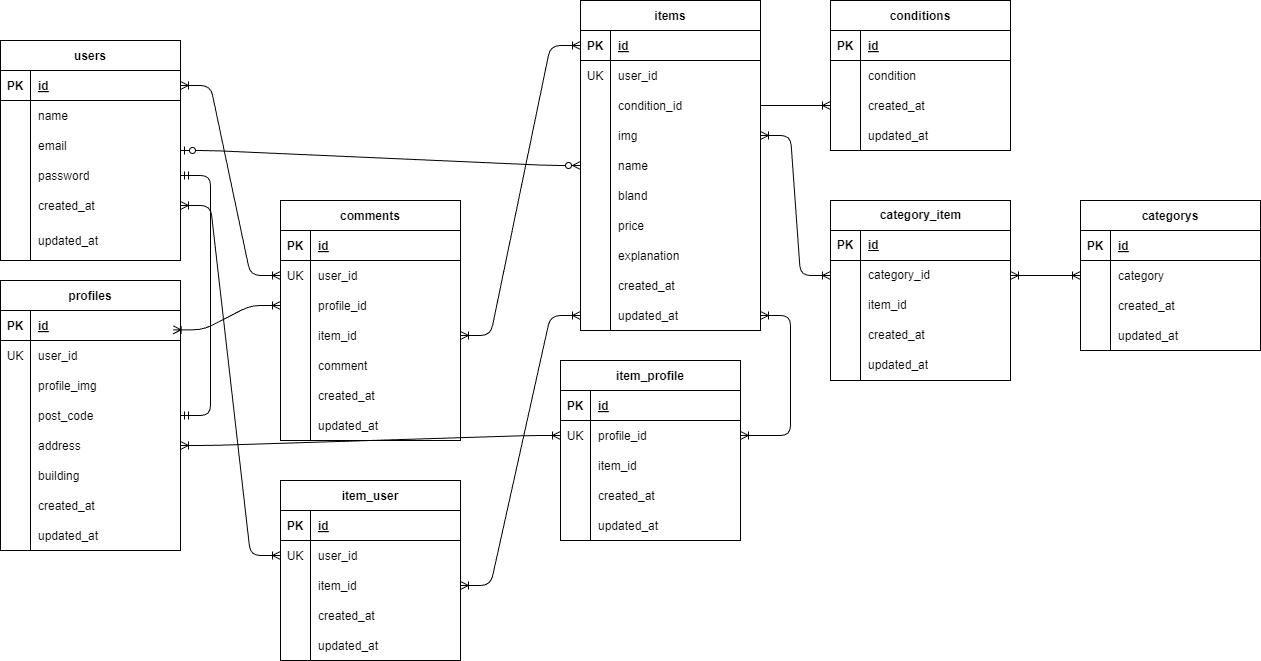 users
PK id
name
email
password
created_at
updated_at
profiles
PK id
UK user_id
profile_img
post_code
address
building
created_at
updated_at
comments
PK id
UK user_id
profile_id
item_id
comment
created_at
updated_at
item_user
PK id
UK user_id
item_id
created_at
updated_at
items
PK id
UK user_id
condition_id
img
name
bland
price
explanation
created_at
updated_at
item_profile
PK id
UK profile_id
item_id
created_at
updated_at
conditions
PK id
condition
created_at
updated_at
category_item
PK id
category_id
item_id
created_at
updated_at
categorys
PK id
category
created_at
updated_at